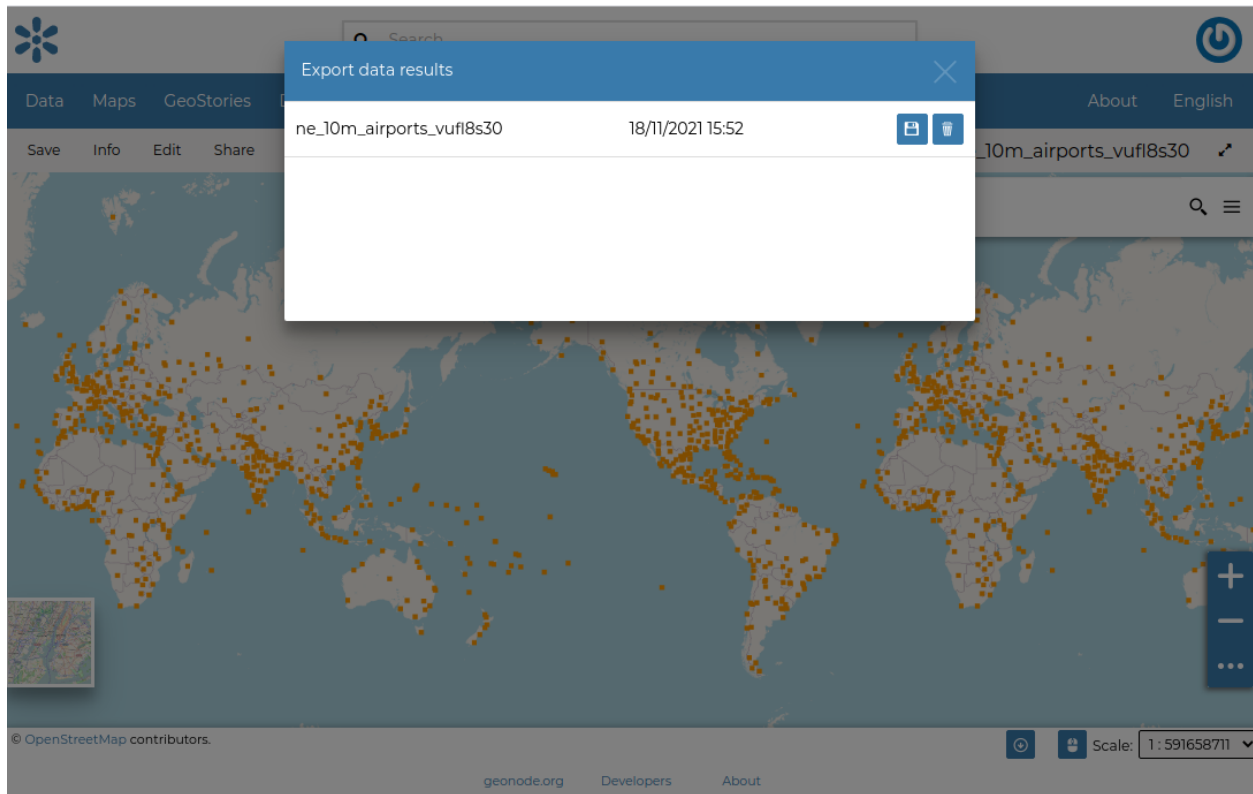 Search
Export data results
Data Maps GeoStories About English
ne_10m_airports_vufl8s30 18/11/2021 15:52
Save Info Edit Share _10m_airports_vufl8s30
© OpenStreetMap contributors.
Scale: 1 : 591658711
geonode.org Developers About